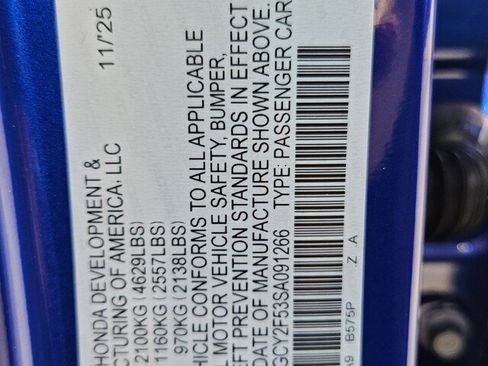 HONDA DEVELOPMENT &
CTURING OF AMERICA, LLC
11/'25
2100KG (4629LBS)
1160KG (2557LBS)
970KG (2138LBS)
HICLE CONFORMS TO ALL APPLICABLE
L MOTOR VEHICLE SAFETY, BUMPER,
EFT PREVENTION STANDARDS IN EFFECT
DATE OF MANUFACTURE SHOWN ABOVE.
GCY2F53SA091266 TYPE: PASSENGER CAR
A9 B575P Z A